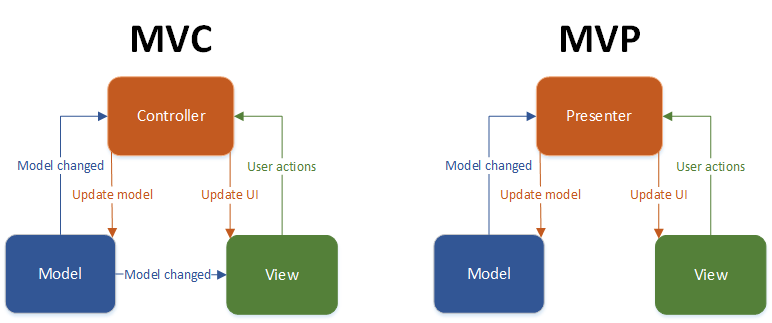 MVC
MVP
Controller
Presenter
Model changed
User actions
Model changed
User actions
Update model
Update UI
Update model
Update UI
Model
Model changed
View
Model
View